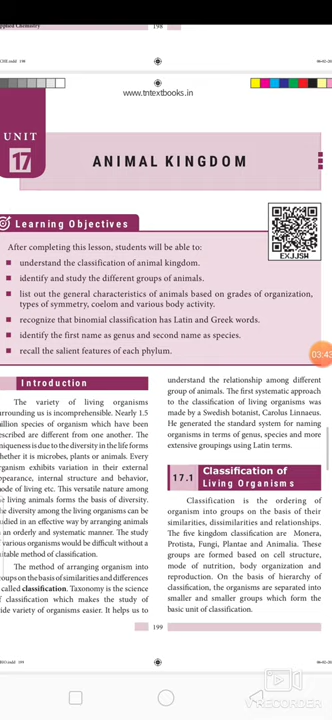 Applied Chemistry
198
www.tntextbooks.in
UNIT
17
ANIMAL KINGDOM
Learning Objectives
EXJJSM
After completing this lesson, students will be able to:
■ understand the classification of animal kingdom.
■ identify and study the different groups of animals.
■ list out the general characteristics of animals based on grades of organization,
types of symmetry, coelom and various body activity.
■ recognize that binomial classification has Latin and Greek words.
■ identify the first name as genus and second name as species.
■ recall the salient features of each phylum.
03:43
Introduction
The variety of living organisms
surrounding us is incomprehensible. Nearly 1.5
million species of organism which have been
described are different from one another. The
uniqueness is due to the diversity in the life forms
whether it is microbes, plants or animals. Every
organism exhibits variation in their external
appearance, internal structure and behavior,
mode of living etc. This versatile nature among
the living animals forms the basis of diversity.
The diversity among the living organisms can be
studied in an effective way by arranging animals
in an orderly and systematic manner. The study
of various organisms would be difficult without a
suitable method of classification.
The method of arranging organism into
groups on the basis of similarities and differences
is called classification. Taxonomy is the science
of classification which makes the study of
wide variety of organisms easier. It helps us to
understand the relationship among different
group of animals. The first systematic approach
to the classification of living organisms was
made by a Swedish botanist, Carolus Linnaeus.
He generated the standard system for naming
organisms in terms of genus, species and more
extensive groupings using Latin terms.
17.1 Classification of
Living Organisms
Classification is the ordering of
organism into groups on the basis of their
similarities, dissimilarities and relationships.
The five kingdom classification are Monera,
Protista, Fungi, Plantae and Animalia. These
groups are formed based on cell structure,
mode of nutrition, body organization and
reproduction. On the basis of hierarchy of
classification, the organisms are separated into
smaller and smaller groups which form the
basic unit of classification.
199
RECORDER